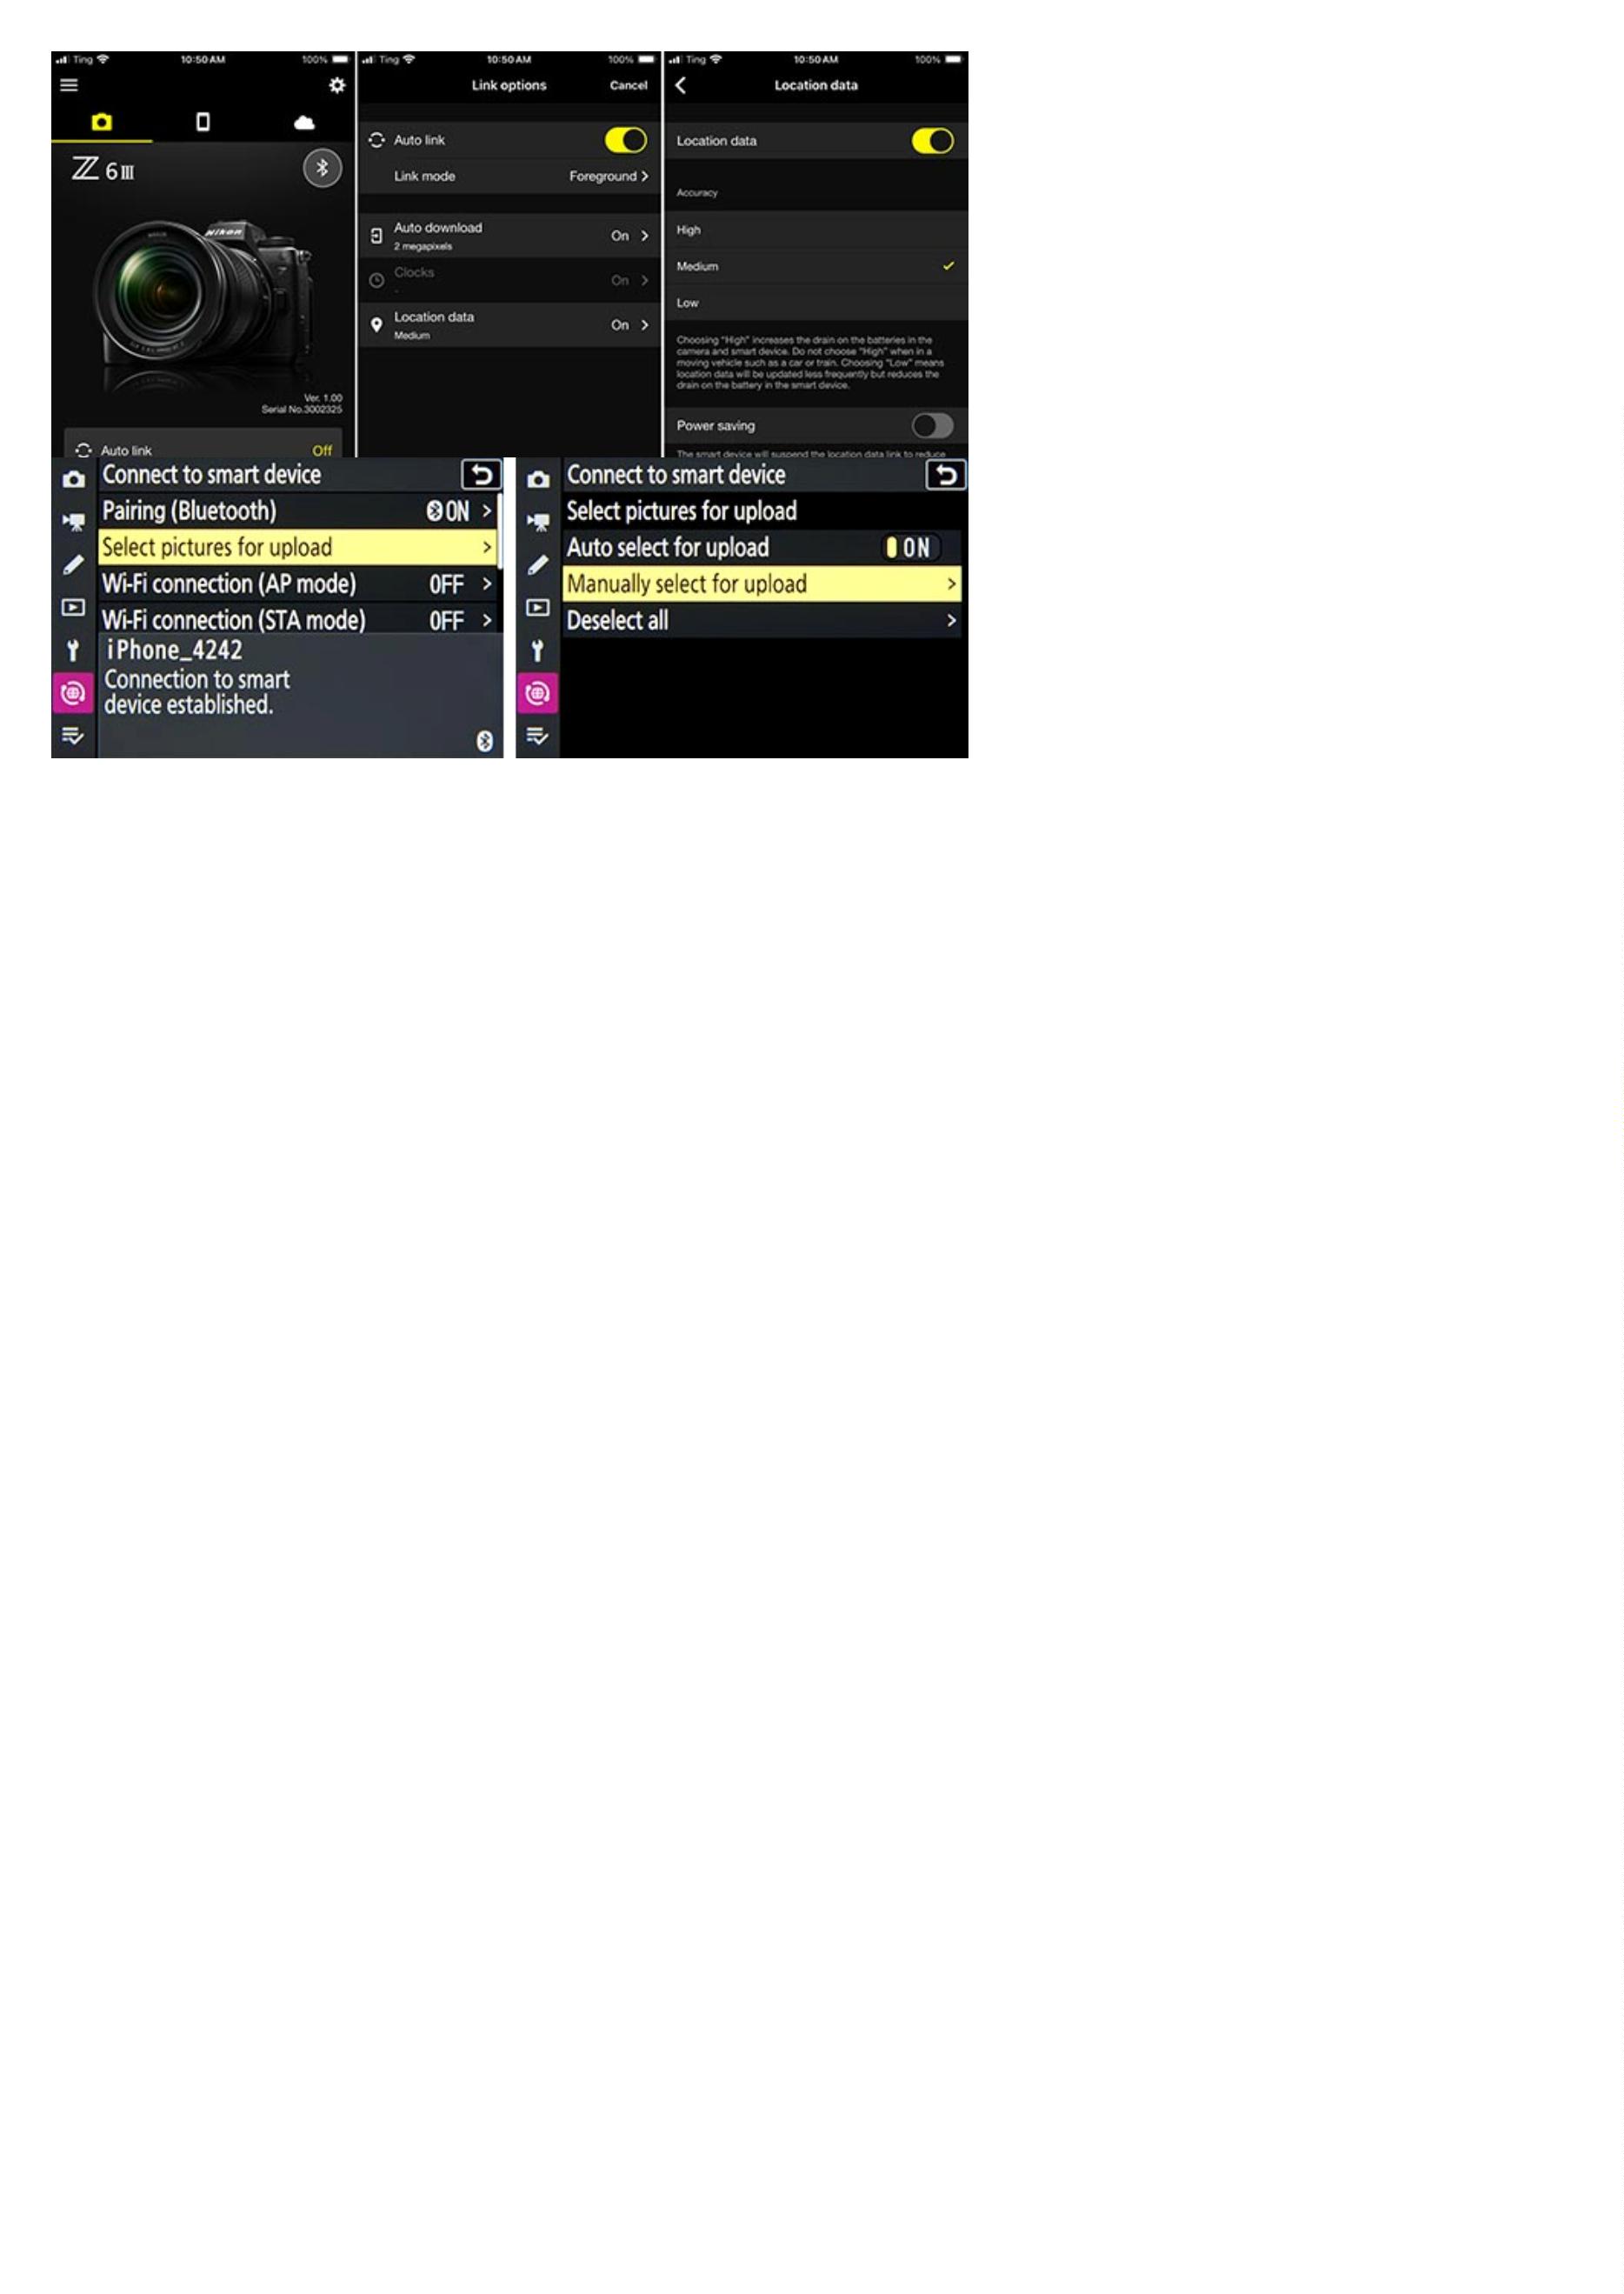 Ting 10:50 AM 100%
Z 6III
Nikon
Ver. 1.00
Serial No.3002325
Auto link Off
Ting 10:50 AM 100%
Link options Cancel
Auto link
Link mode Foreground >
Auto download On >
2 megapixels
Clocks On >
-
Location data On >
Medium
Ting 10:50 AM 100%
Location data
Location data
Accuracy
High
Medium
Low
Choosing "High" increases the drain on the batteries in the
camera and smart device. Do not choose "High" when in a
moving vehicle such as a car or train. Choosing "Low" means
location data will be updated less frequently but reduces the
drain on the battery in the smart device.
Power saving
The smart device will suspend the location data link to reduce
Connect to smart device
Pairing (Bluetooth) ON >
Select pictures for upload >
Wi-Fi connection (AP mode) OFF >
Wi-Fi connection (STA mode) OFF >
iPhone_4242
Connection to smart
device established.
Connect to smart device
Select pictures for upload
Auto select for upload ON
Manually select for upload >
Deselect all >